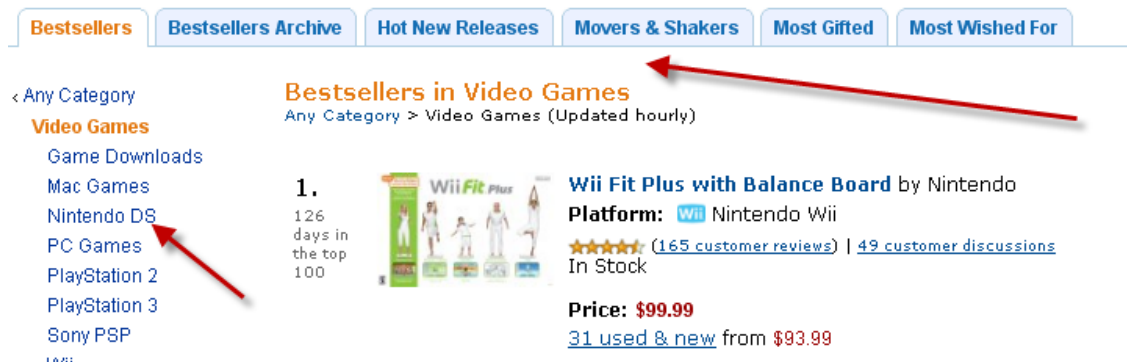 Bestsellers
Bestsellers Archive
Hot New Releases
Movers & Shakers
Most Gifted
Most Wished For
‹ Any Category
Video Games
Game Downloads
Mac Games
Nintendo DS
PC Games
PlayStation 2
PlayStation 3
Sony PSP
Wii
Bestsellers in Video Games
Any Category > Video Games (Updated hourly)
1.
126
days in
the top
100
Wii Fit Plus
Wii Fit Plus with Balance Board by Nintendo
Platform: Wii Nintendo Wii
(165 customer reviews) | 49 customer discussions
In Stock
Price: $99.99
31 used & new from $93.99